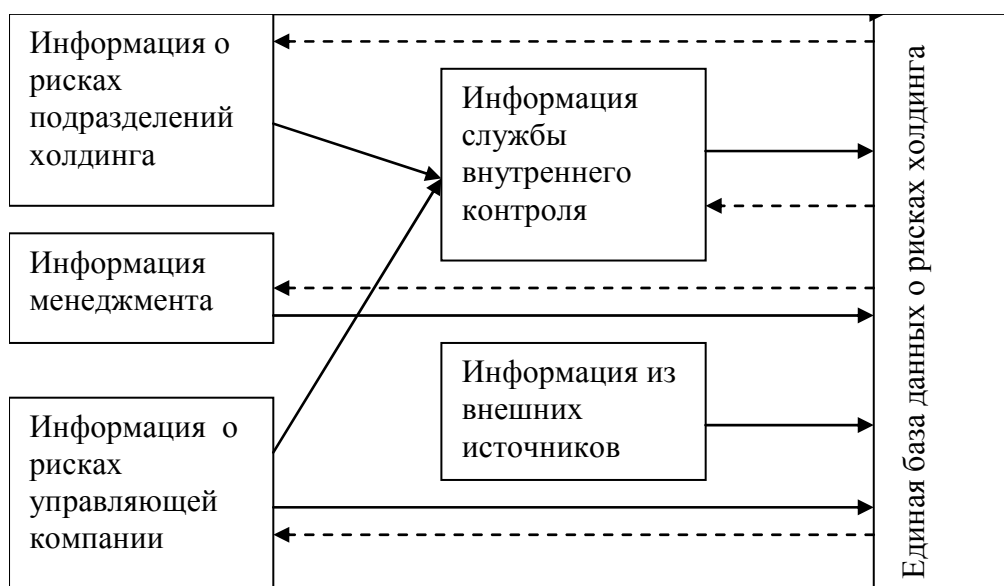 Информация о
рисках
подразделений
холдинга
Информация
службы
внутреннего
контроля
Информация
менеджмента
Информация из
внешних
источников
Информация о
рисках
управляющей
компании
Единая база данных о рисках холдинга